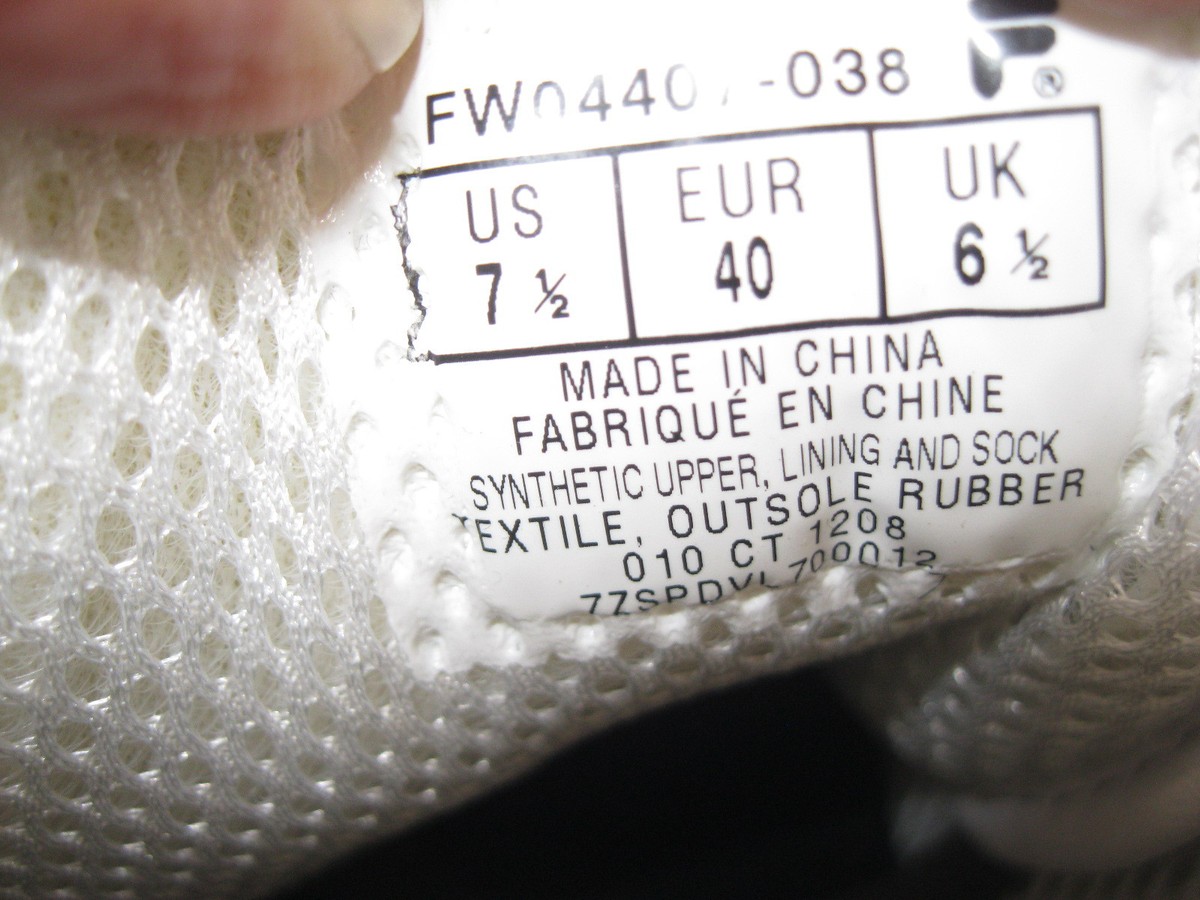 -038
®
US EUR UK
7 ½ 40 6 ½
MADE IN CHINA
FABRIQUÉ EN CHINE
SYNTHETIC UPPER, LINING AND SOCK
TEXTILE, OUTSOLE RUBBER
010 CT 1208